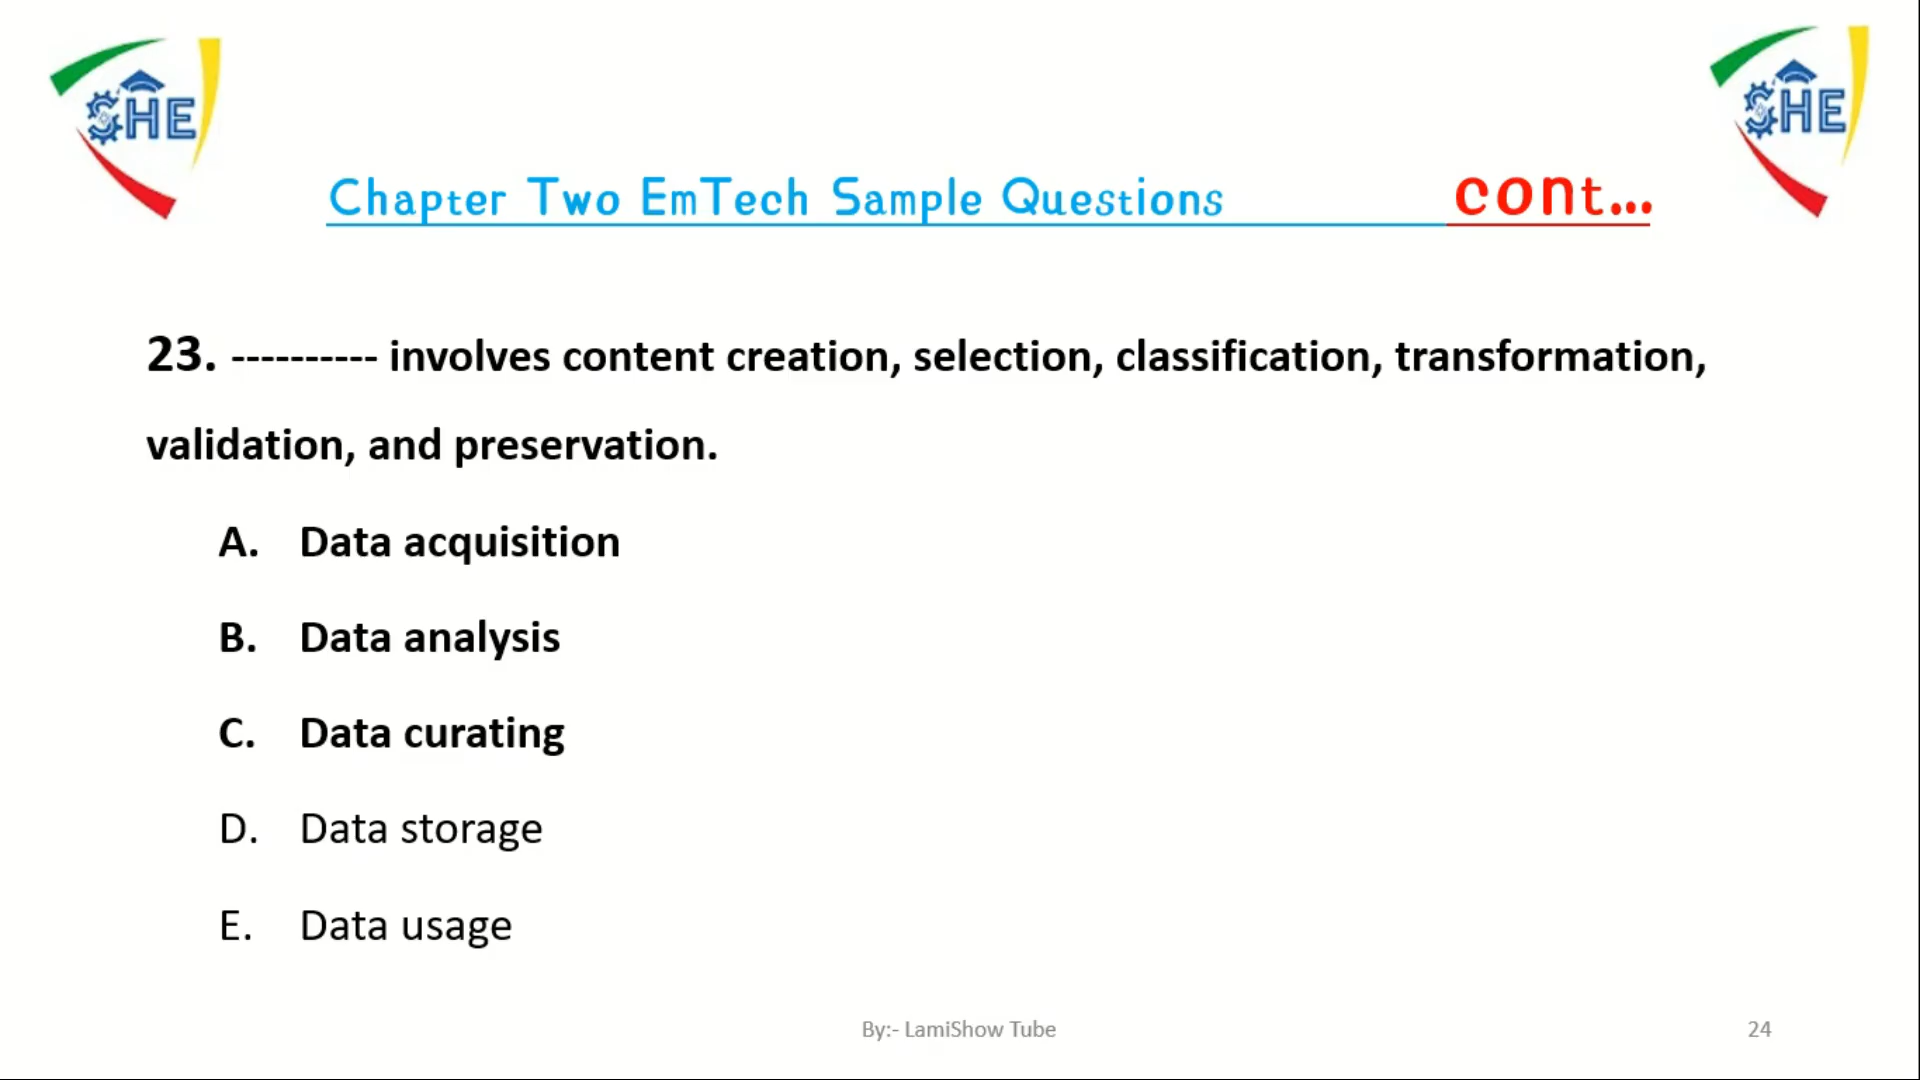 SHE
SHE
Chapter Two EmTech Sample Questions cont...
23. ---------- involves content creation, selection, classification, transformation,
validation, and preservation.
A. Data acquisition
B. Data analysis
C. Data curating
D. Data storage
E. Data usage
By:- LamiShow Tube 24